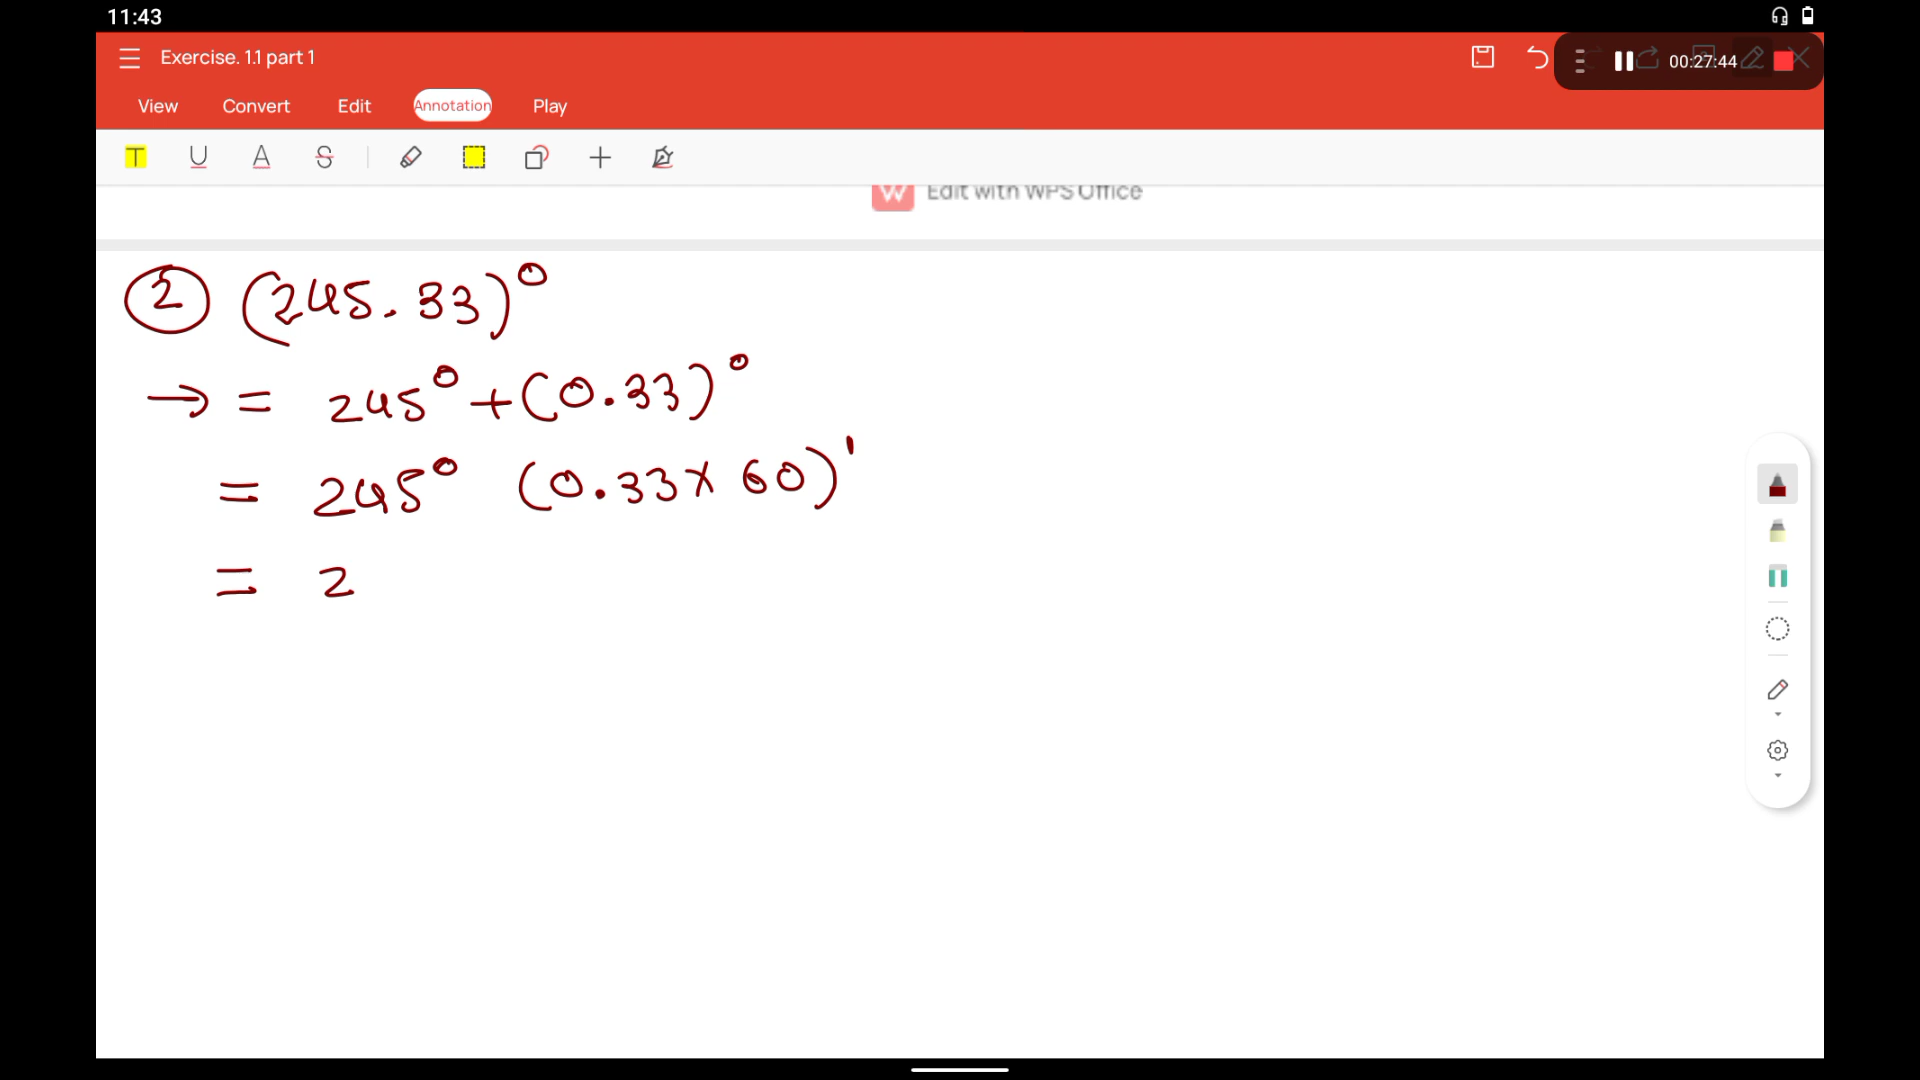 11:43
Exercise. 1.1 part 1
00:27:44
View Convert Edit Annotation Play
T U A S
W Edit with WPS Office
2 (245.33)°
→ = 245° + (0.33)°
= 245° (0.33 × 60)'
= 2